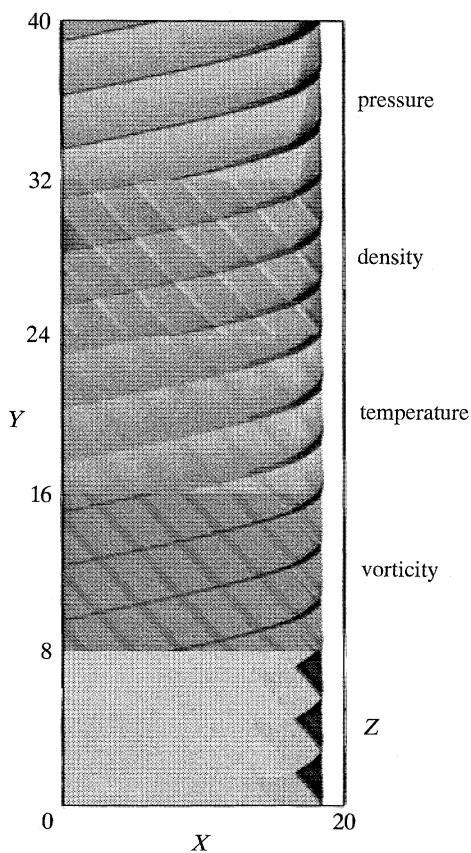 40
pressure
32
density
24
Y
temperature
16
vorticity
8
Z
0
20
X